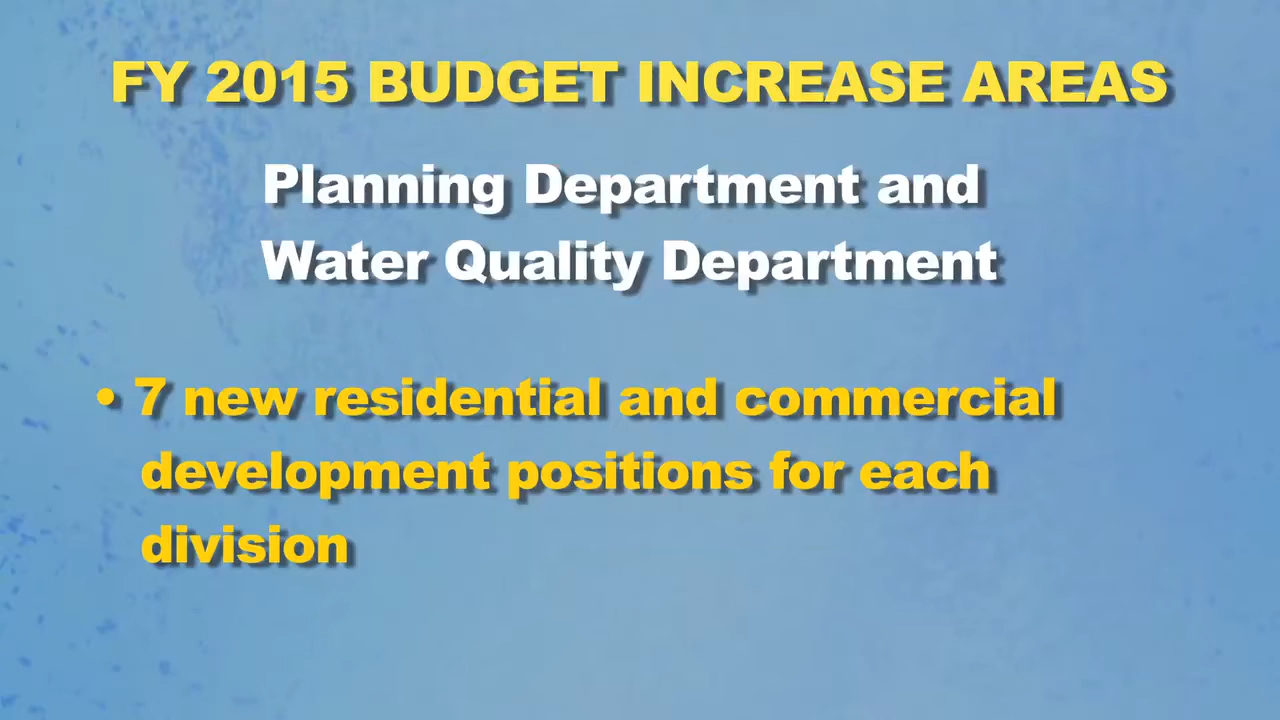 FY 2015 BUDGET INCREASE AREAS
Planning Department and
Water Quality Department
• 7 new residential and commercial
development positions for each
division